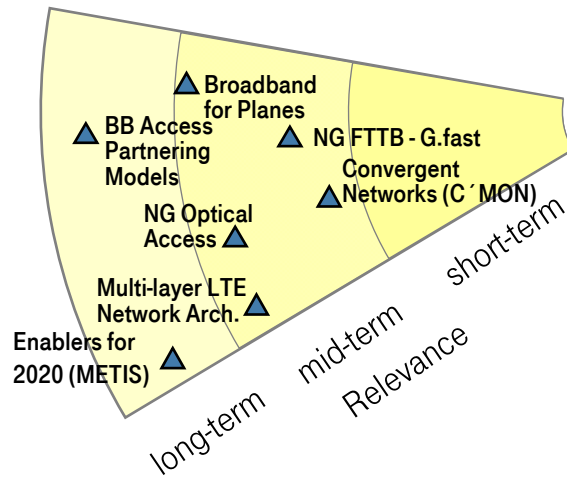 Broadband
for Planes
BB Access
Partnering
Models
NG FTTB - G.fast
Convergent
Networks (C´MON)
NG Optical
Access
Multi-layer LTE
Network Arch.
Enablers for
2020 (METIS)
short-term
mid-term
long-term
Relevance